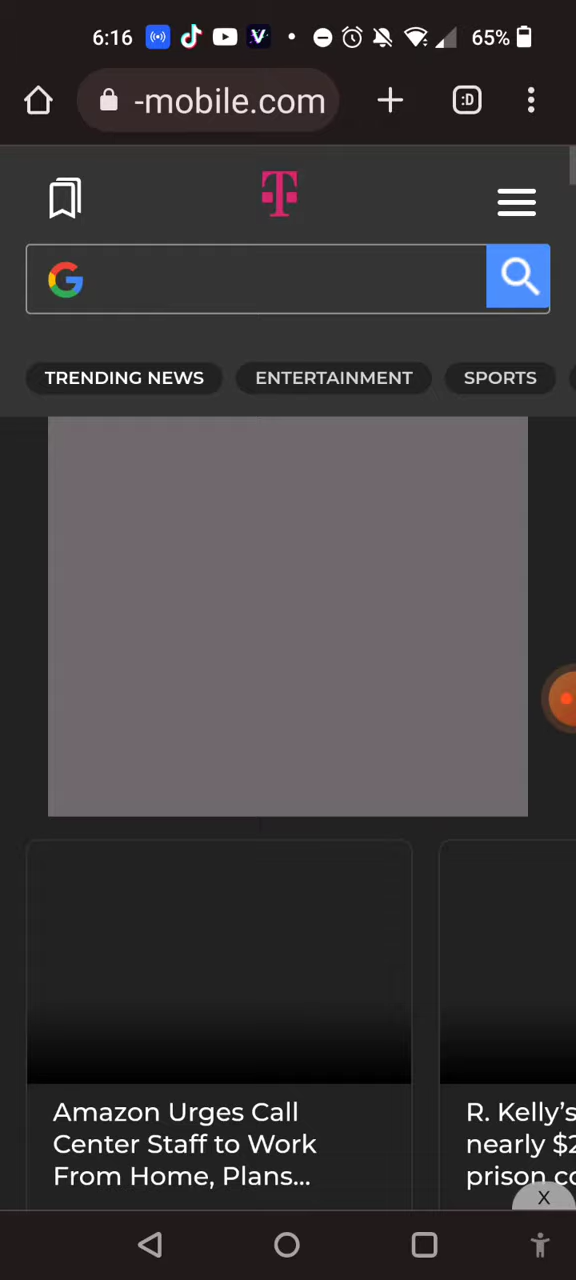 6:16 65%
-mobile.com :D
T
G
TRENDING NEWS ENTERTAINMENT SPORTS
Amazon Urges Call
Center Staff to Work
From Home, Plans...
R. Kelly's
nearly $2
prison co
X